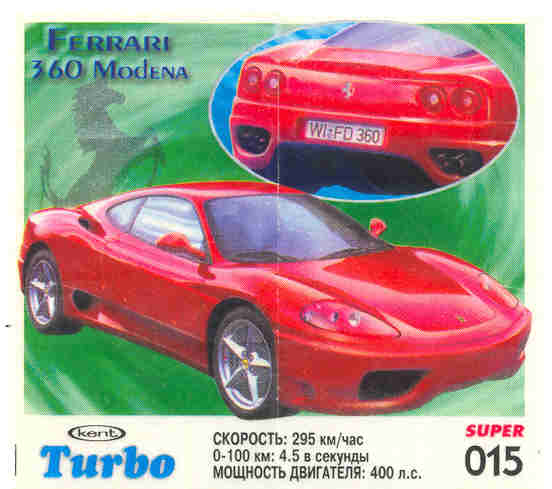 FERRARI
360 MODENA
WI-FD 360
kent
Turbo
СКОРОСТЬ: 295 км/час
0-100 км: 4.5 в секунды
МОЩНОСТЬ ДВИГАТЕЛЯ: 400 л.с.
SUPER
015